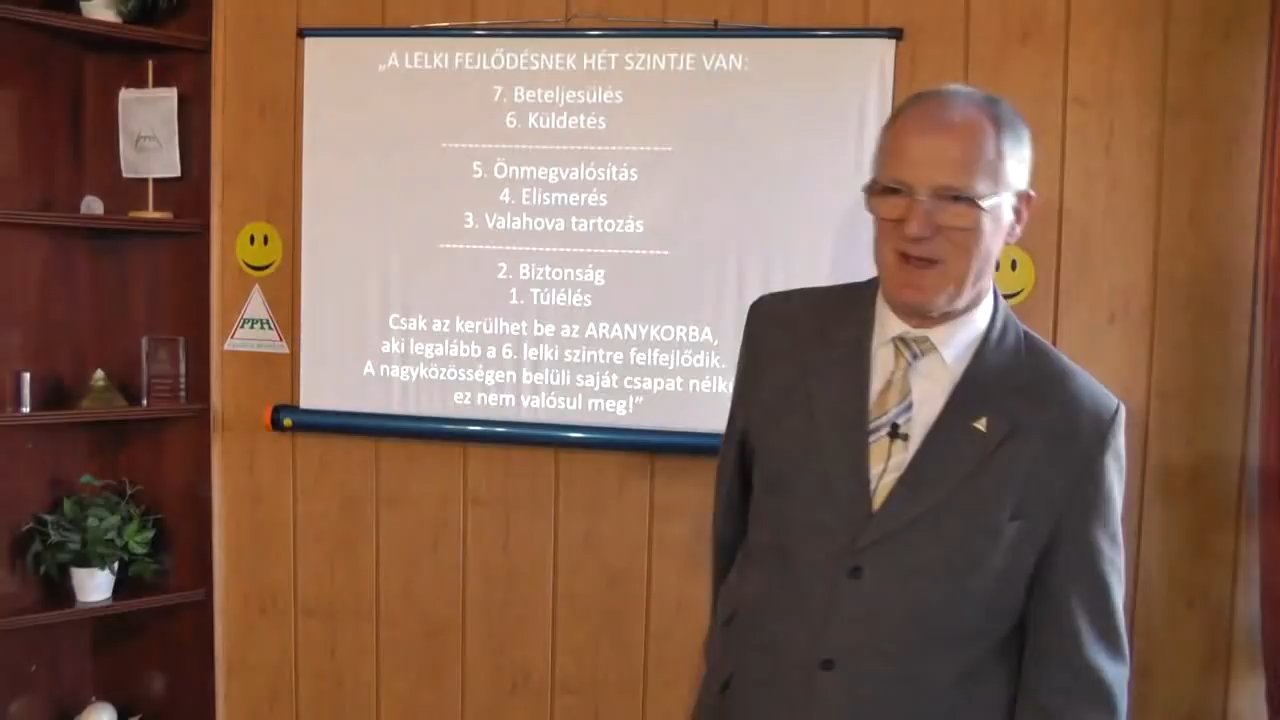 „A LELKI FEJLŐDÉSNEK HÉT SZINTJE VAN:
7. Beteljesülés
6. Küldetés
5. Önmegvalósítás
4. Elismerés
3. Valahova tartozás
2. Biztonság
1. Túlélés
Csak az kerülhet be az ARANYKORBA,
aki legalább a 6. lelki szintre felfejlődik.
A nagyközösségen belüli saját csapat
ez nem valósul meg!”
PPH